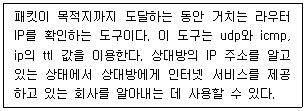 패킷이 목적지까지 도달하는 동안 거치는 라우터
IP를 확인하는 도구이다. 이 도구는 udp와 icmp,
ip의 ttl 값을 이용한다. 상대방의 IP 주소를 알고
있는 상태에서 상대방에게 인터넷 서비스를 제공
하고 있는 회사를 알아내는 데 사용할 수 있다.